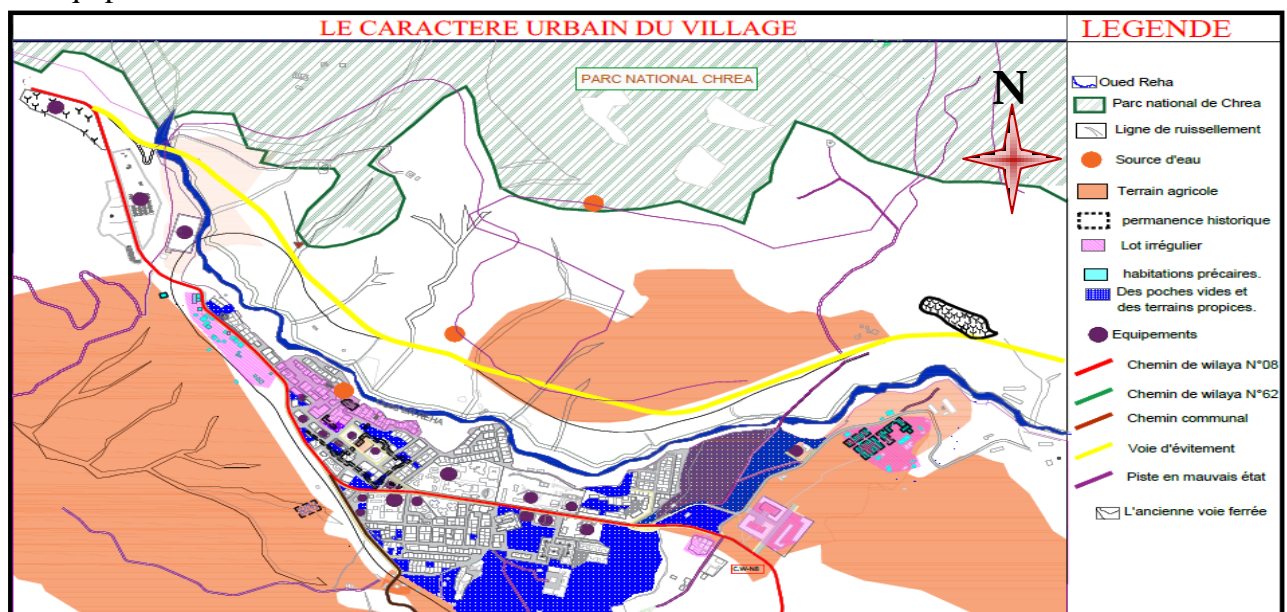 LE CARACTERE URBAIN DU VILLAGE
LEGENDE
PARC NATIONAL CHREA
N
Oued Reha
Parc national de Chrea
Ligne de ruissellement
Source d'eau
Terrain agricole
permanence historique
Lot irrégulier
habitations précaires.
Des poches vides et
des terrains propices.
Equipements
Chemin de wilaya N°08
Chemin de wilaya N°62
Chemin communal
Voie d'évitement
Piste en mauvais état
L'ancienne voie ferrée
C.W-N8